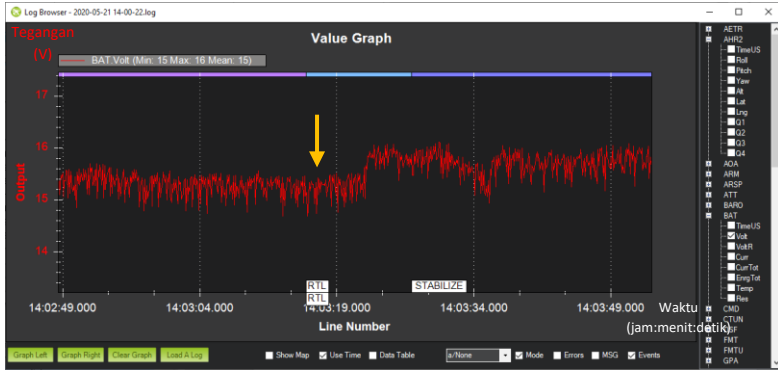 Log Browser - 2020-05-21 14-00-22.log
Tegangan
(V)
Value Graph
BAT.Volt (Min: 15 Max: 16 Mean: 15)
17
16
15
14
Output
RTL
RTL
STABILIZE
14:02:49.000
14:03:04.000
14:03:19.000
14:03:34.000
14:03:49.000
Waktu
(jam:menit:detik)
Line Number
Graph Left
Graph Right
Clear Graph
Load A Log
Show Map
Use Time
Data Table
a/None
Mode
Errors
MSG
Events
AETR
AHR2
TimeUS
Roll
Pitch
Yaw
Alt
Lat
Lng
Q1
Q2
Q3
Q4
AOA
ARM
ARSP
ATT
BARO
BAT
TimeUS
Volt
VoltR
Curr
CurrTot
EnrgTot
Temp
Res
CMD
CTUN
FMT
FMTU
GPA